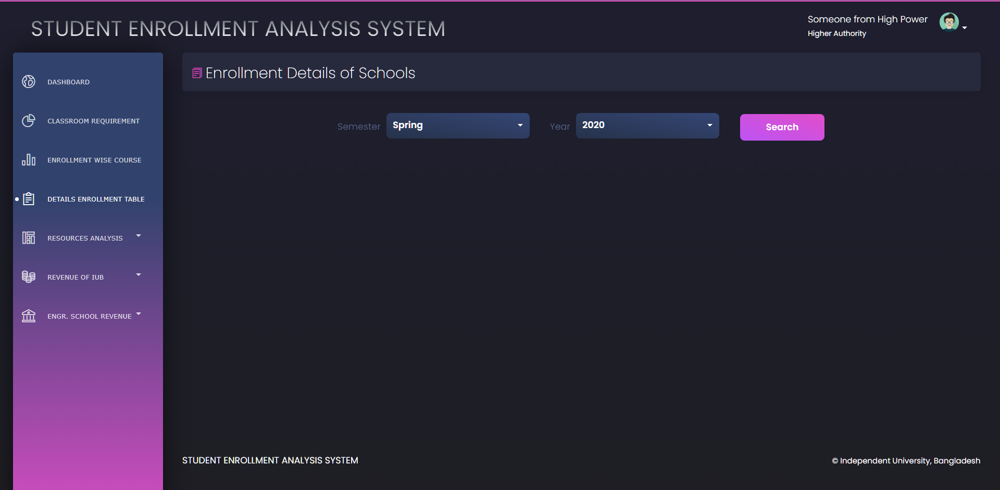 STUDENT ENROLLMENT ANALYSIS SYSTEM
Someone from High Power
Higher Authority
DASHBOARD
CLASSROOM REQUIREMENT
ENROLLMENT WISE COURSE
DETAILS ENROLLMENT TABLE
RESOURCES ANALYSIS
REVENUE OF IUB
ENGR. SCHOOL REVENUE
Enrollment Details of Schools
Semester Spring Year 2020 Search
STUDENT ENROLLMENT ANALYSIS SYSTEM
© Independent University, Bangladesh